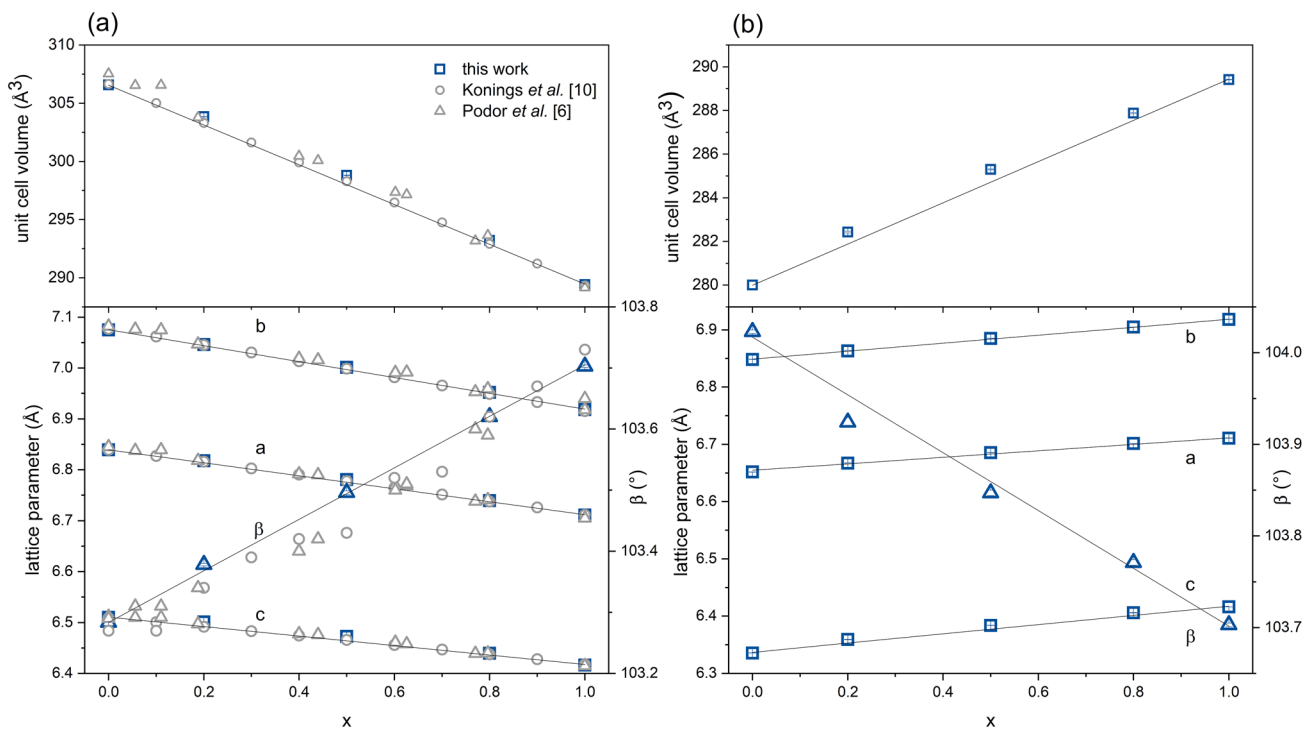 (a)
310
305
300
295
290
unit cell volume (Å³)
this work
Konings et al. [10]
Podor et al. [6]
7.1
7.0
6.9
6.8
6.7
6.6
6.5
6.4
lattice parameter (Å)
b
a
β
c
103.8
103.6
103.4
103.2
β (°)
0.0 0.2 0.4 0.6 0.8 1.0
x
(b)
290
288
286
284
282
280
unit cell volume (Å³)
6.9
6.8
6.7
6.6
6.5
6.4
6.3
lattice parameter (Å)
b
a
c
β
104.0
103.9
103.8
103.7
β (°)
0.0 0.2 0.4 0.6 0.8 1.0
x